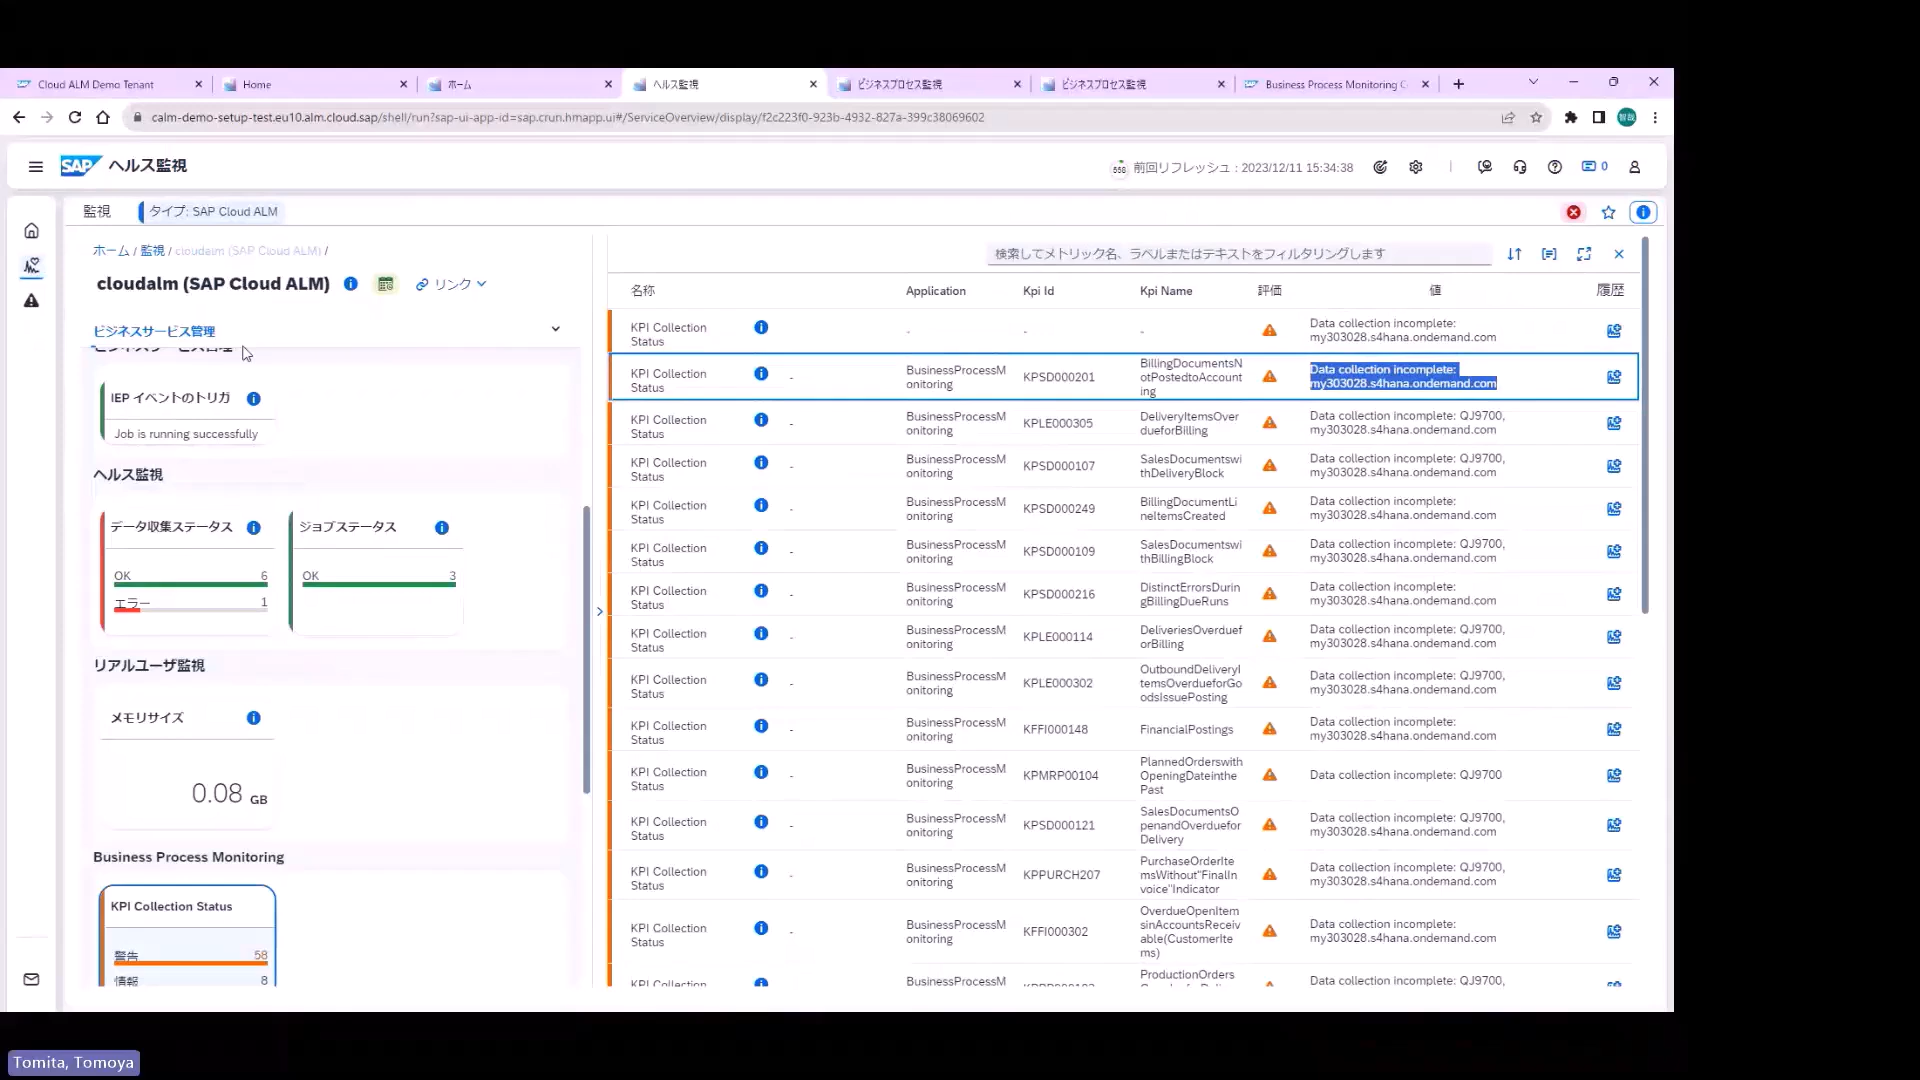 Cloud ALM Demo Tenant
Home
ホーム
ヘルス監視
ビジネスプロセス監視
ビジネスプロセス監視
Business Process Monitoring C
calm-demo-setup-test.eu10.alm.cloud.sap/shell/run?sap-ui-app-id=sap.crun.hmapp.ui#/ServiceOverview/display/f2c223f0-923b-4932-827a-399c38069602
SAP ヘルス監視
558 前回リフレッシュ : 2023/12/11 15:34:38
0
監視
タイプ: SAP Cloud ALM
ホーム / 監視 / cloudalm (SAP Cloud ALM) /
cloudalm (SAP Cloud ALM)
リンク
ビジネスサービス管理
ビジネスサービス管理
IEP イベントのトリガ
Job is running successfully
ヘルス監視
データ収集ステータス
OK 6
エラー 1
ジョブステータス
OK 3
リアルユーザ監視
メモリサイズ
0.08 GB
Business Process Monitoring
KPI Collection Status
警告 58
情報 8
検索してメトリック名、ラベルまたはテキストをフィルタリングします
名称 Application Kpi Id Kpi Name 評価 値 履歴
KPI Collection Status - - - Data collection incomplete: my303028.s4hana.ondemand.com
KPI Collection Status - BusinessProcessMonitoring KPSD000201 BillingDocumentsNotPostedtoAccounting Data collection incomplete: my303028.s4hana.ondemand.com
KPI Collection Status - BusinessProcessMonitoring KPLE000305 DeliveryItemsOverdueforBilling Data collection incomplete: QJ9700, my303028.s4hana.ondemand.com
KPI Collection Status - BusinessProcessMonitoring KPSD000107 SalesDocumentswithDeliveryBlock Data collection incomplete: QJ9700, my303028.s4hana.ondemand.com
KPI Collection Status - BusinessProcessMonitoring KPSD000249 BillingDocumentLineItemsCreated Data collection incomplete: my303028.s4hana.ondemand.com
KPI Collection Status - BusinessProcessMonitoring KPSD000109 SalesDocumentswithBillingBlock Data collection incomplete: QJ9700, my303028.s4hana.ondemand.com
KPI Collection Status - BusinessProcessMonitoring KPSD000216 DistinctErrorsDuringBillingDueRuns Data collection incomplete: my303028.s4hana.ondemand.com
KPI Collection Status - BusinessProcessMonitoring KPLE000114 DeliveriesOverdueforBilling Data collection incomplete: QJ9700, my303028.s4hana.ondemand.com
KPI Collection Status - BusinessProcessMonitoring KPLE000302 OutboundDeliveryItemsOverdueforGoodsIssuePosting Data collection incomplete: QJ9700, my303028.s4hana.ondemand.com
KPI Collection Status - BusinessProcessMonitoring KFFI000148 FinancialPostings Data collection incomplete: my303028.s4hana.ondemand.com
KPI Collection Status - BusinessProcessMonitoring KPMRP00104 PlannedOrderswithOpeningDateinthePast Data collection incomplete: QJ9700
KPI Collection Status - BusinessProcessMonitoring KPSD000121 SalesDocumentsOpenandOverdueforDelivery Data collection incomplete: QJ9700, my303028.s4hana.ondemand.com
KPI Collection Status - BusinessProcessMonitoring KPPURCH207 PurchaseOrderItemsWithout"FinalInvoice"Indicator Data collection incomplete: QJ9700, my303028.s4hana.ondemand.com
KPI Collection Status - BusinessProcessMonitoring KFFI000302 OverdueOpenItemsinAccountsReceivable(CustomerItems) Data collection incomplete: my303028.s4hana.ondemand.com
KPI Collection BusinessProcessM ProductionOrders Data collection incomplete: QJ9700,
Tomita, Tomoya